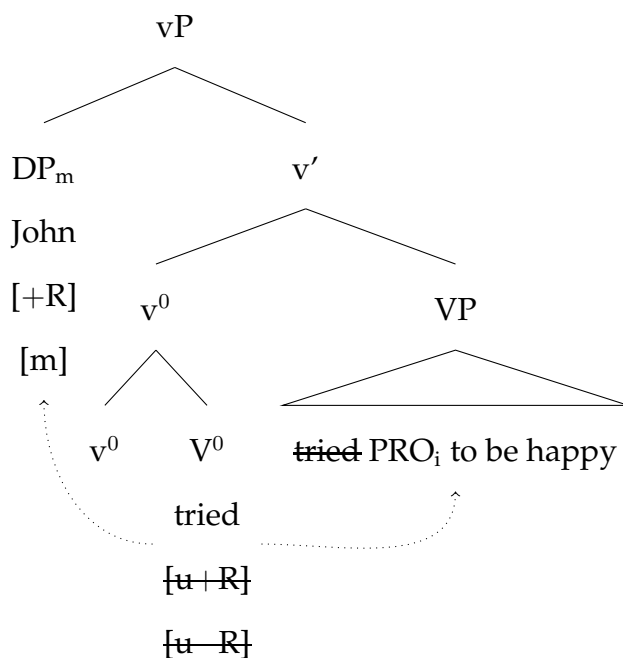 vP
DPₘ v′
John
[+R] v⁰ VP
[m]
v⁰ V⁰ tried PROᵢ to be happy
tried
[u+R]
[u−R]